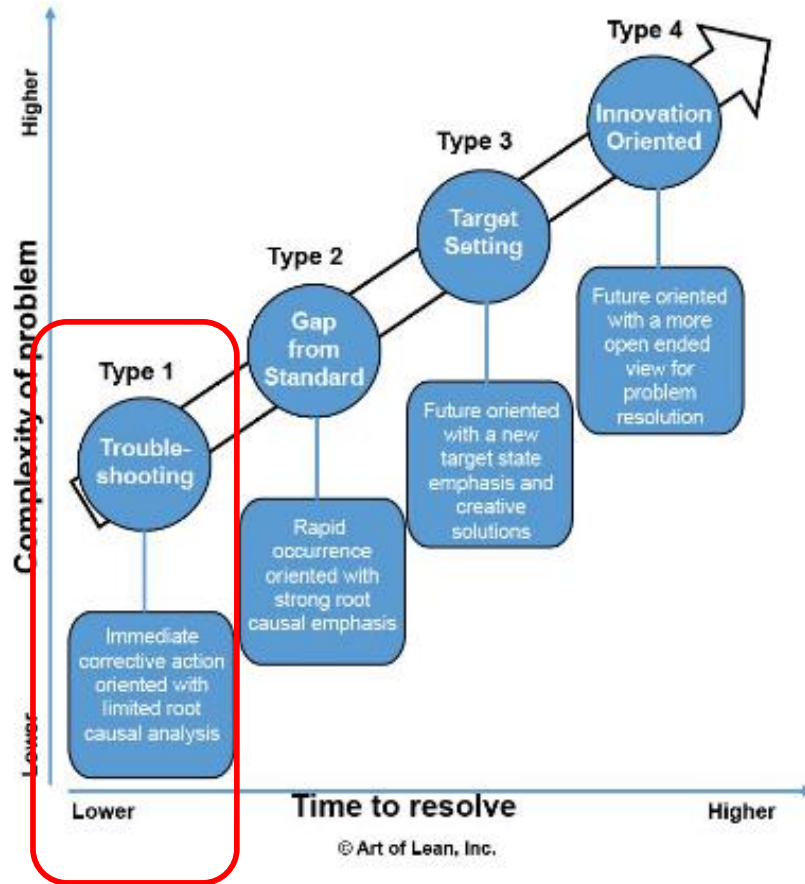 Type 4
Innovation
Oriented
Type 3
Target
Setting
Type 2
Gap
from
Standard
Type 1
Trouble-
shooting
Future oriented
with a more
open ended
view for
problem
resolution
Future oriented
with a new
target state
emphasis and
creative
solutions
Rapid
occurrence
oriented with
strong root
causal emphasis
Immediate
corrective action
oriented with
limited root
causal analysis
Higher
Complexity of problem
Lower
Lower
Time to resolve
Higher
© Art of Lean, Inc.